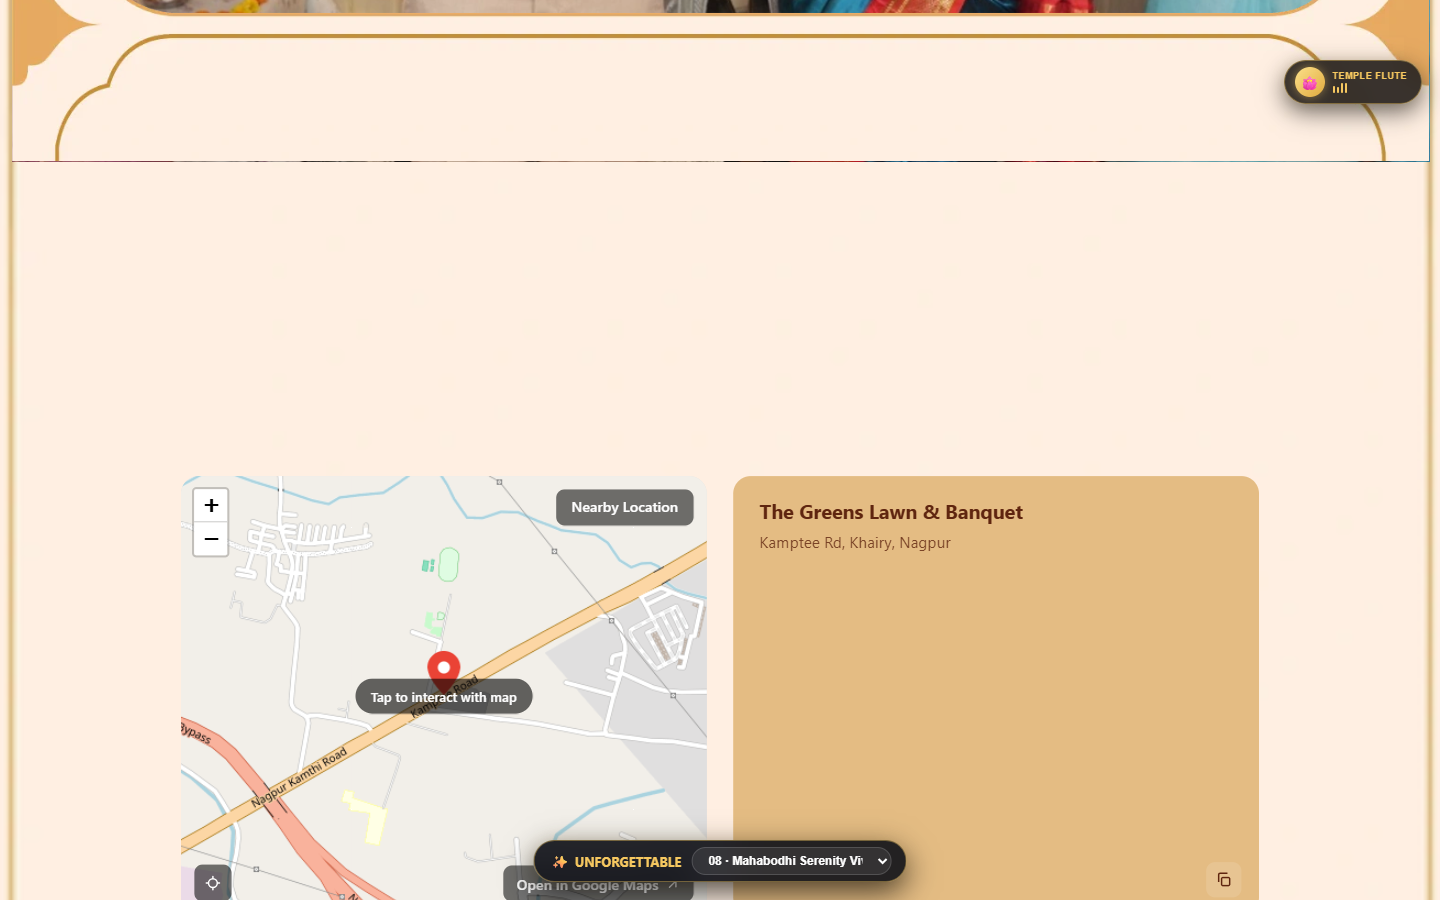 TEMPLE FLUTE
+
−
Nearby Location
The Greens Lawn & Banquet
Kamptee Rd, Khairy, Nagpur
Tap to interact with map
Road
Bypass
Nagpur Kamthi Road
UNFORGETTABLE
08 - Mahabodhi Serenity
Open in Google Maps